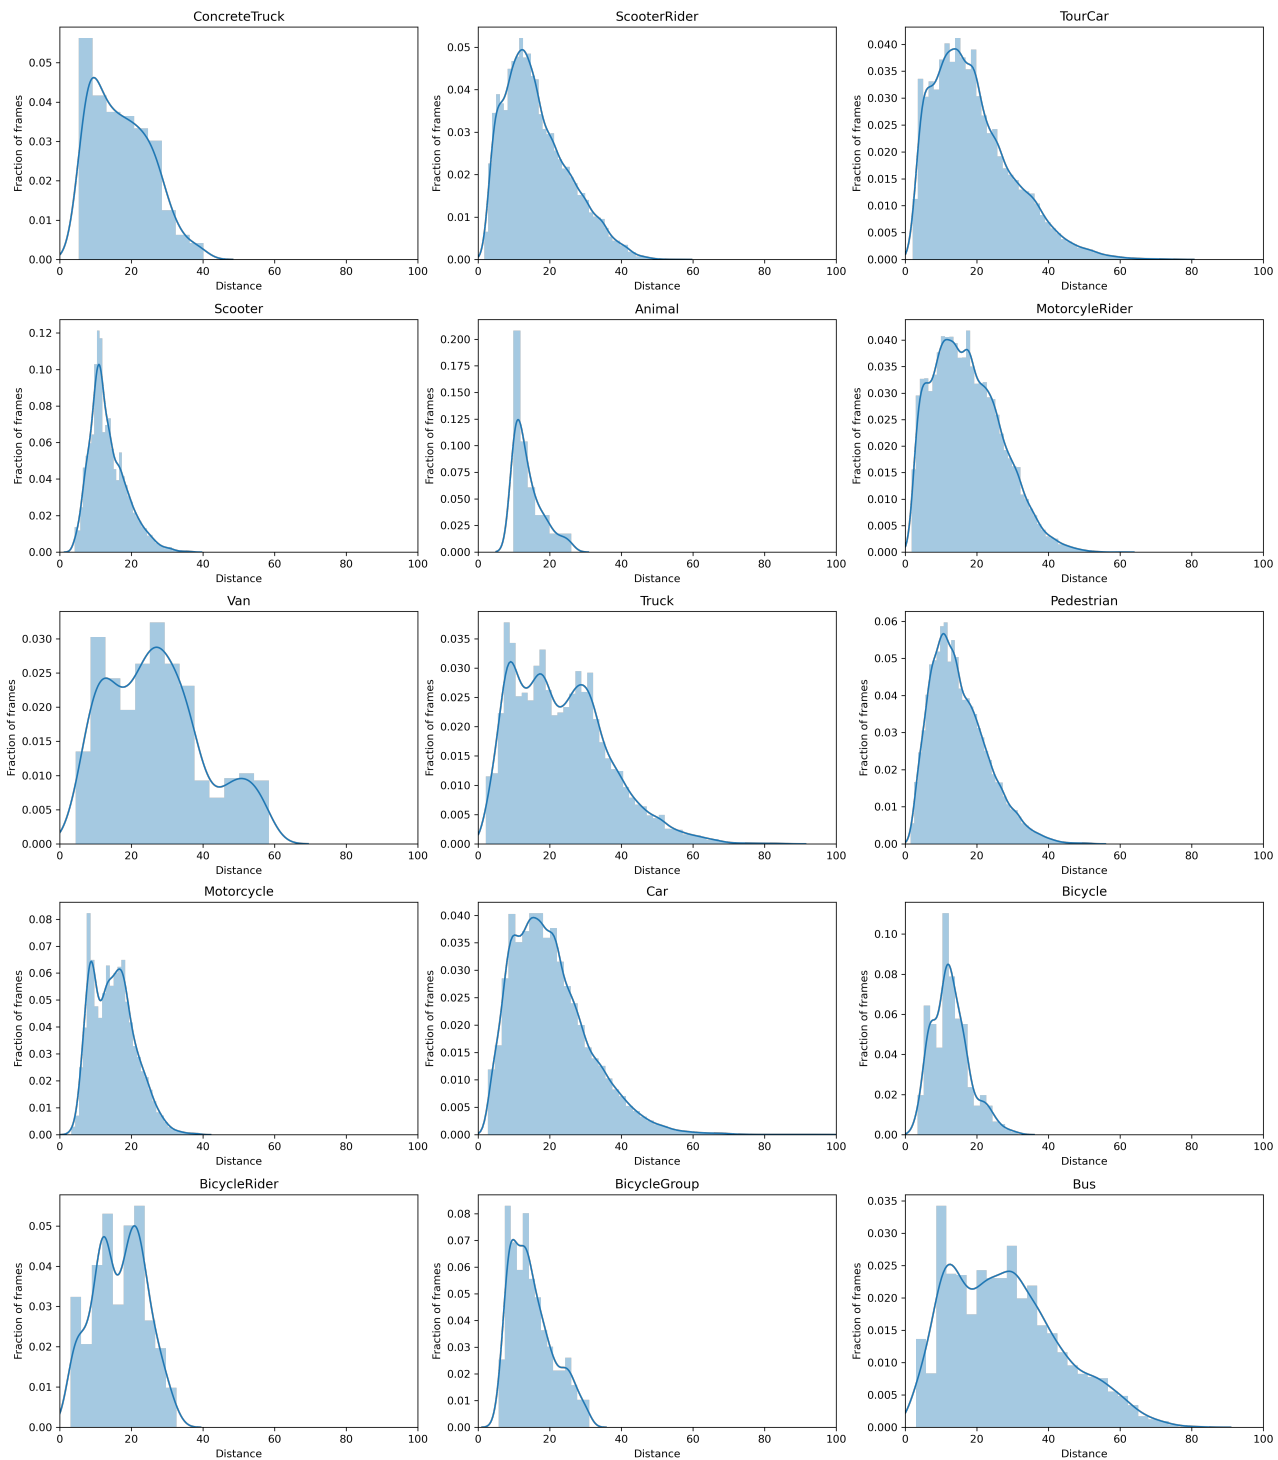 ConcreteTruck
Fraction of frames
0.05
0.04
0.03
0.02
0.01
0.00
0 20 40 60 80 100
Distance
ScooterRider
Fraction of frames
0.05
0.04
0.03
0.02
0.01
0.00
0 20 40 60 80 100
Distance
TourCar
Fraction of frames
0.040
0.035
0.030
0.025
0.020
0.015
0.010
0.005
0.000
0 20 40 60 80 100
Distance
Scooter
Fraction of frames
0.12
0.10
0.08
0.06
0.04
0.02
0.00
0 20 40 60 80 100
Distance
Animal
Fraction of frames
0.200
0.175
0.150
0.125
0.100
0.075
0.050
0.025
0.000
0 20 40 60 80 100
Distance
MotorcyleRider
Fraction of frames
0.040
0.035
0.030
0.025
0.020
0.015
0.010
0.005
0.000
0 20 40 60 80 100
Distance
Van
Fraction of frames
0.030
0.025
0.020
0.015
0.010
0.005
0.000
0 20 40 60 80 100
Distance
Truck
Fraction of frames
0.035
0.030
0.025
0.020
0.015
0.010
0.005
0.000
0 20 40 60 80 100
Distance
Pedestrian
Fraction of frames
0.06
0.05
0.04
0.03
0.02
0.01
0.00
0 20 40 60 80 100
Distance
Motorcycle
Fraction of frames
0.08
0.07
0.06
0.05
0.04
0.03
0.02
0.01
0.00
0 20 40 60 80 100
Distance
Car
Fraction of frames
0.040
0.035
0.030
0.025
0.020
0.015
0.010
0.005
0.000
0 20 40 60 80 100
Distance
Bicycle
Fraction of frames
0.10
0.08
0.06
0.04
0.02
0.00
0 20 40 60 80 100
Distance
BicycleRider
Fraction of frames
0.05
0.04
0.03
0.02
0.01
0.00
0 20 40 60 80 100
Distance
BicycleGroup
Fraction of frames
0.08
0.07
0.06
0.05
0.04
0.03
0.02
0.01
0.00
0 20 40 60 80 100
Distance
Bus
Fraction of frames
0.035
0.030
0.025
0.020
0.015
0.010
0.005
0.000
0 20 40 60 80 100
Distance